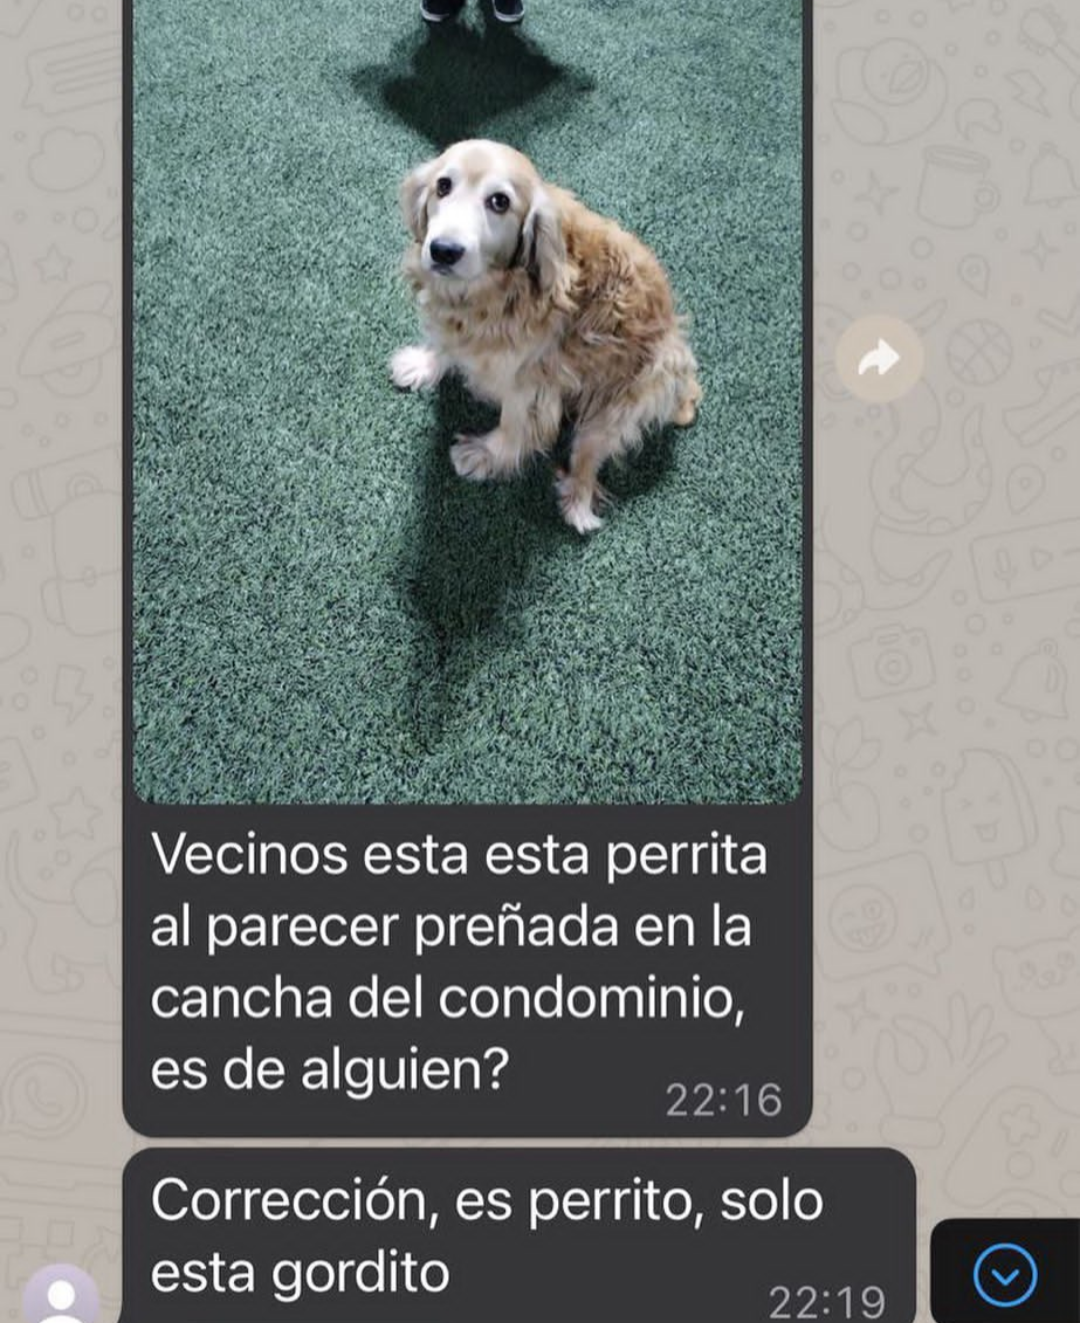 Vecinos esta esta perrita
al parecer preñada en la
cancha del condominio,
es de alguien?
22:16
Corrección, es perrito, solo
esta gordito
22:19